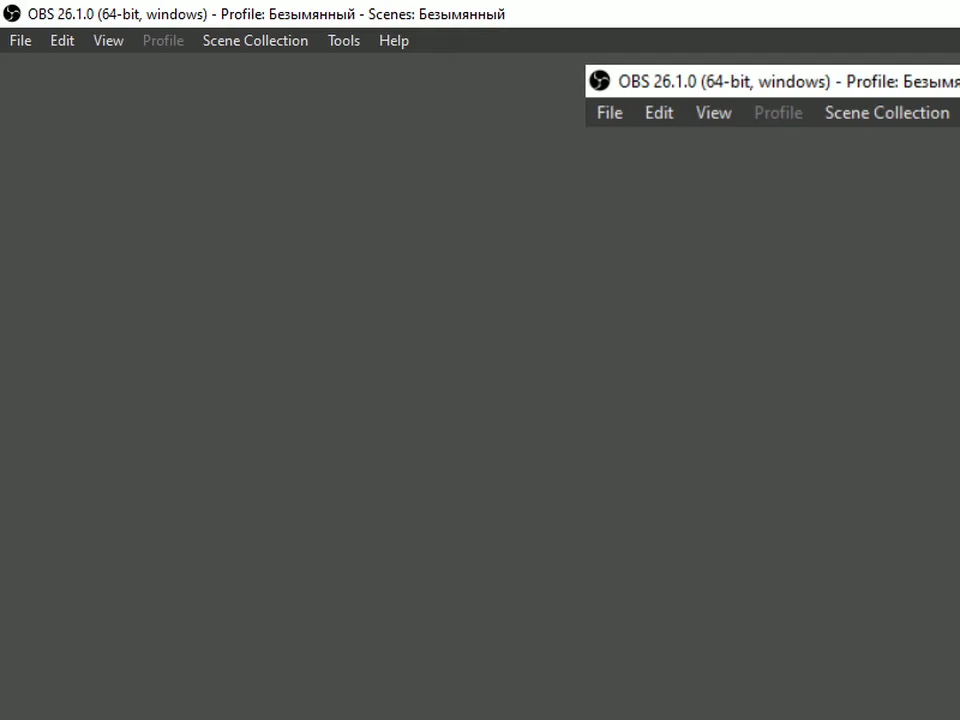 OBS 26.1.0 (64-bit, windows) - Profile: Безымянный - Scenes: Безымянный
File Edit View Profile Scene Collection Tools Help
OBS 26.1.0 (64-bit, windows) - Profile: Безымя
File Edit View Profile Scene Collection